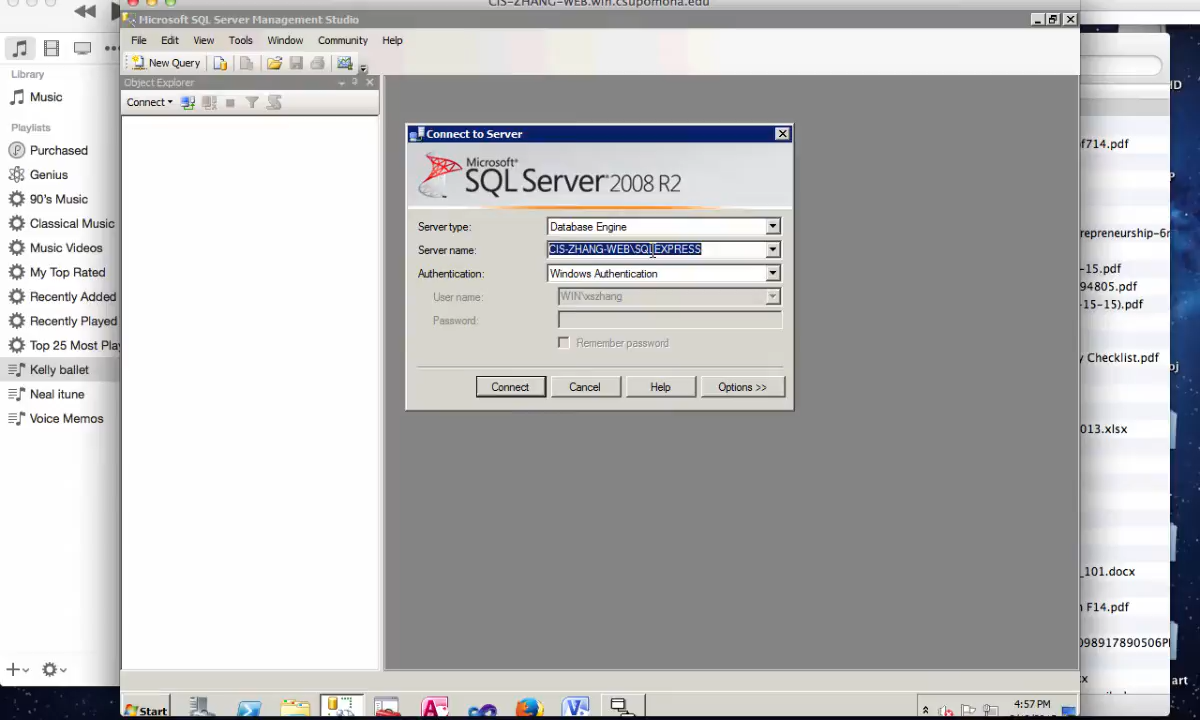 CIS-ZHANG-WEB.win.csupomona.edu
Microsoft SQL Server Management Studio
File Edit View Tools Window Community Help
New Query
Object Explorer
Connect
Library
Music
Playlists
Purchased
Genius
90's Music
Classical Music
Music Videos
My Top Rated
Recently Added
Recently Played
Top 25 Most Pla
Kelly ballet
Neal itune
Voice Memos
Connect to Server
Microsoft®
SQL Server® 2008 R2
Server type: Database Engine
Server name: CIS-ZHANG-WEB\SQLEXPRESS
Authentication: Windows Authentication
User name: WIN\xszhang
Password:
Remember password
Connect Cancel Help Options >>
f714.pdf
repreneurship-6r
-15.pdf
94805.pdf
-15-15).pdf
y Checklist.pdf
013.xlsx
_101.docx
n F14.pdf
098917890506P
Start
4:57 PM